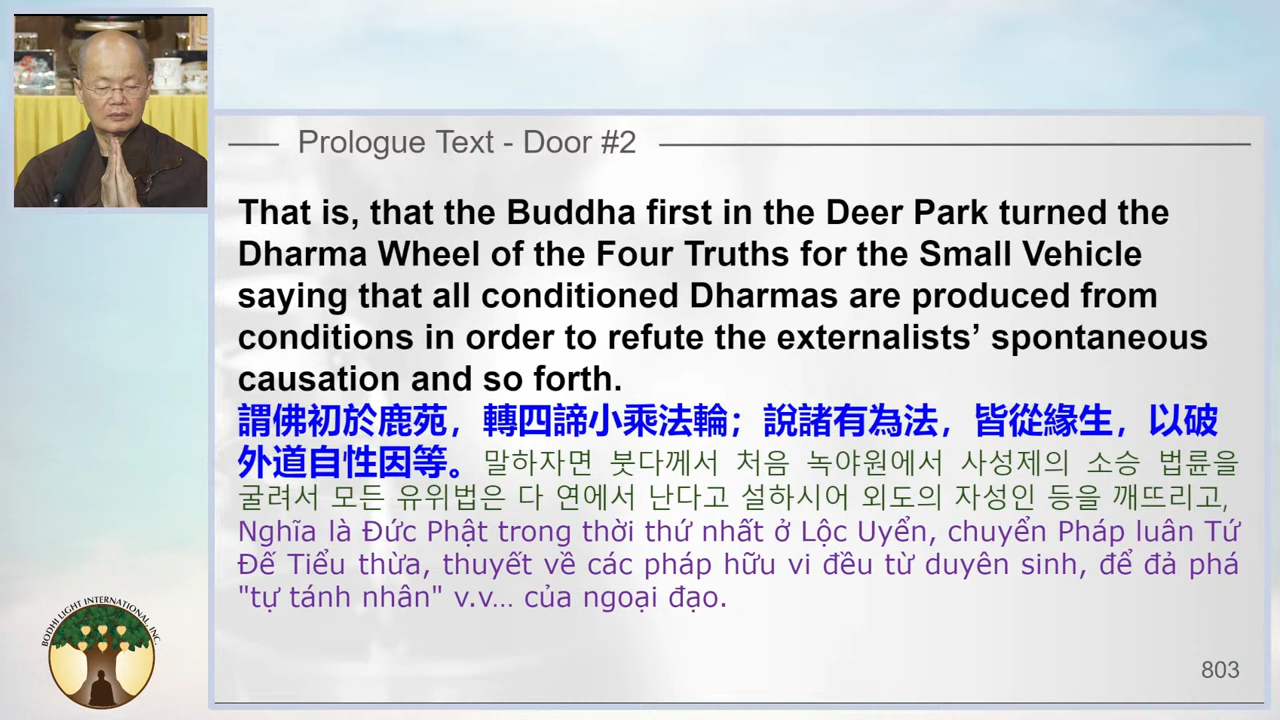 Prologue Text - Door #2
That is, that the Buddha first in the Deer Park turned the
Dharma Wheel of the Four Truths for the Small Vehicle
saying that all conditioned Dharmas are produced from
conditions in order to refute the externalists’ spontaneous
causation and so forth.
謂佛初於鹿苑，轉四諦小乘法輪；說諸有為法，皆從緣生，以破
外道自性因等。말하자면 붓다께서 처음 녹야원에서 사성제의 소승 법륜을
굴려서 모든 유위법은 다 연에서 난다고 설하시어 외도의 자성인 등을 깨뜨리고,
Nghĩa là Đức Phật trong thời thứ nhất ở Lộc Uyển, chuyển Pháp luân Tứ
Đế Tiểu thừa, thuyết về các pháp hữu vi đều từ duyên sinh, để đả phá
"tự tánh nhân" v.v… của ngoại đạo.
BODHI LIGHT INTERNATIONAL, INC.
803